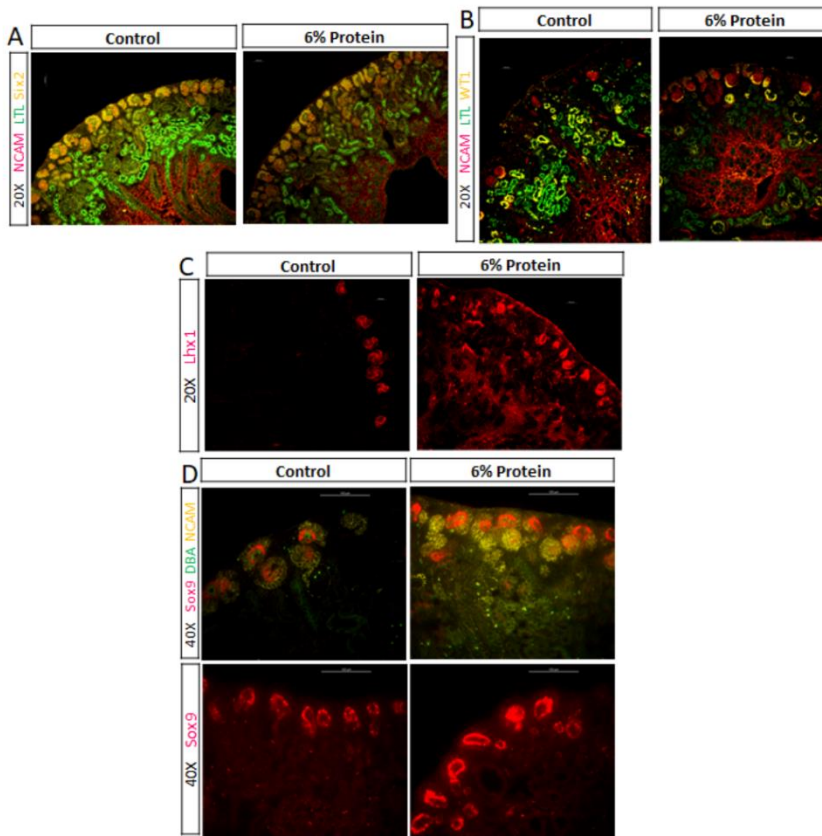 A
Control
6% Protein
20X NCAM LTL Six2
B
Control
6% Protein
20X NCAM LTL WT1
C
Control
6% Protein
20X Lhx1
D
Control
6% Protein
40X Sox9 DBA NCAM
40X Sox9